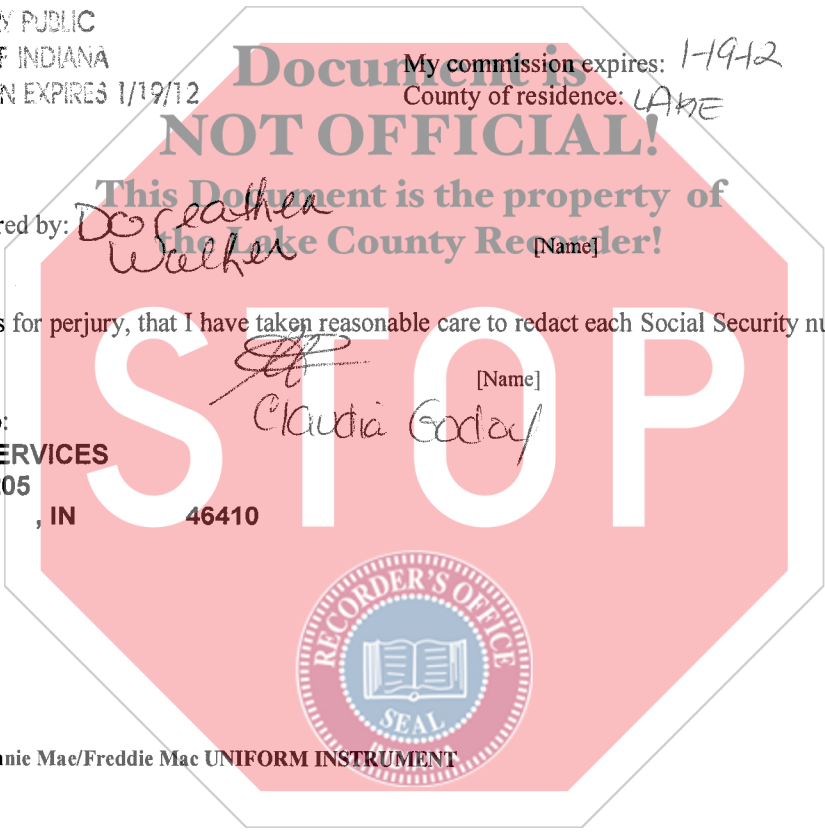 Y PUBLIC
F INDIANA
N EXPIRES 1/19/12
My commission expires: 1-19-12
County of residence: LAKE
Document is
NOT OFFICIAL!
This Document is the property of
the Lake County Recorder!
red by: Doreathea
Walker
[Name]
s for perjury, that I have taken reasonable care to redact each Social Security nu
[Name]
Claudia Godoy
STOP
:
ERVICES
05
, IN 46410
RECORDER'S OFFICE
SEAL
INDIANA
nie Mae/Freddie Mac UNIFORM INSTRUMENT